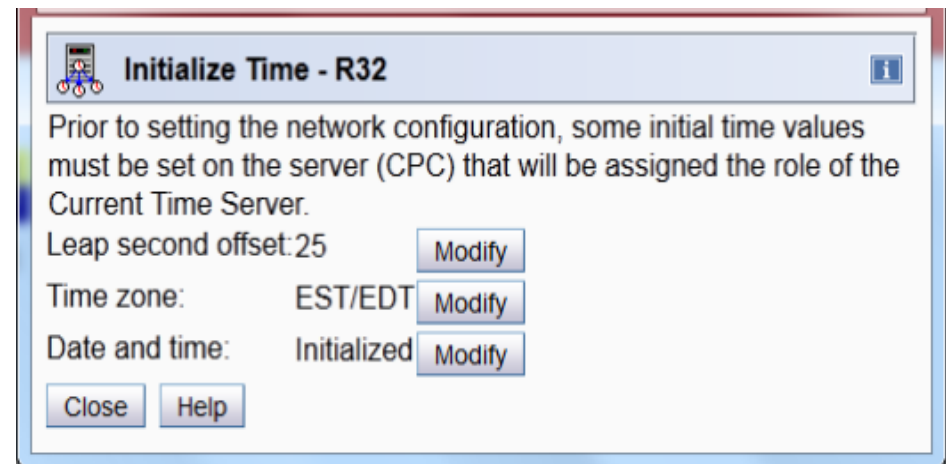 Initialize Time - R32
i
Prior to setting the network configuration, some initial time values
must be set on the server (CPC) that will be assigned the role of the
Current Time Server.
Leap second offset:25 Modify
Time zone: EST/EDT Modify
Date and time: Initialized Modify
Close Help